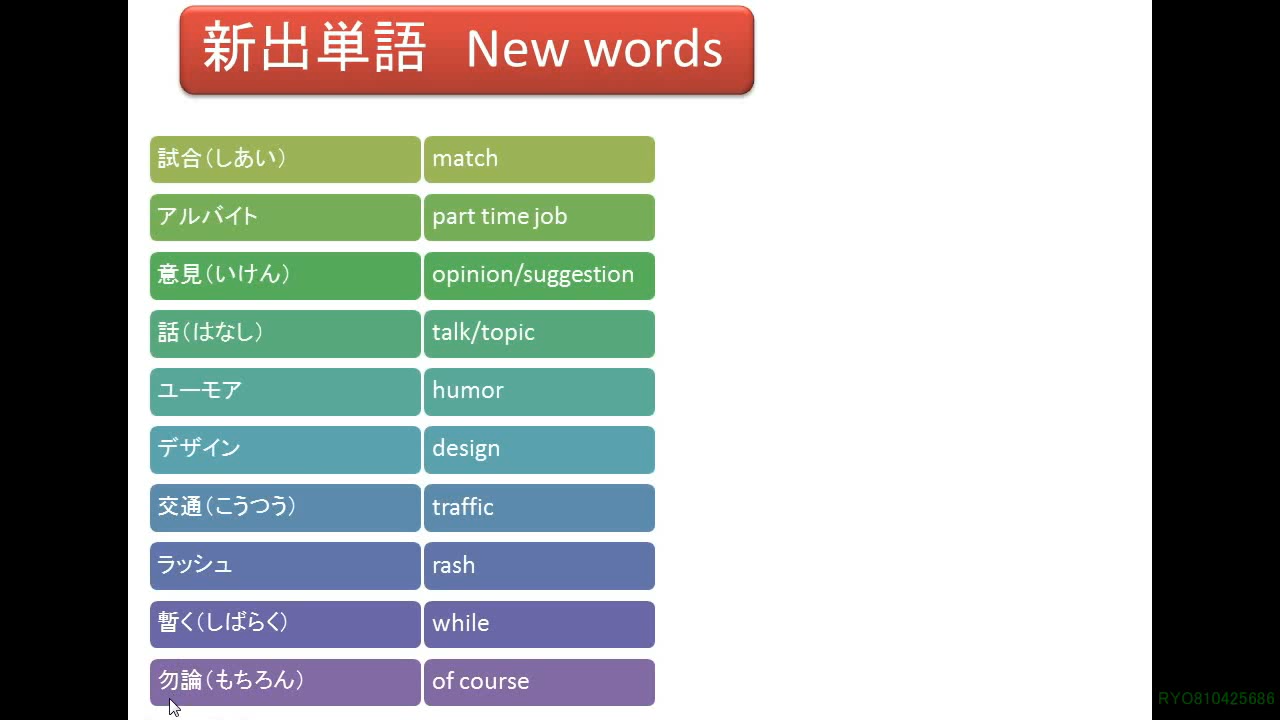 新出単語 New words
試合(しあい) match
アルバイト part time job
意見(いけん) opinion/suggestion
話(はなし) talk/topic
ユーモア humor
デザイン design
交通(こうつう) traffic
ラッシュ rash
暫く(しばらく) while
勿論(もちろん) of course
RYO810425686